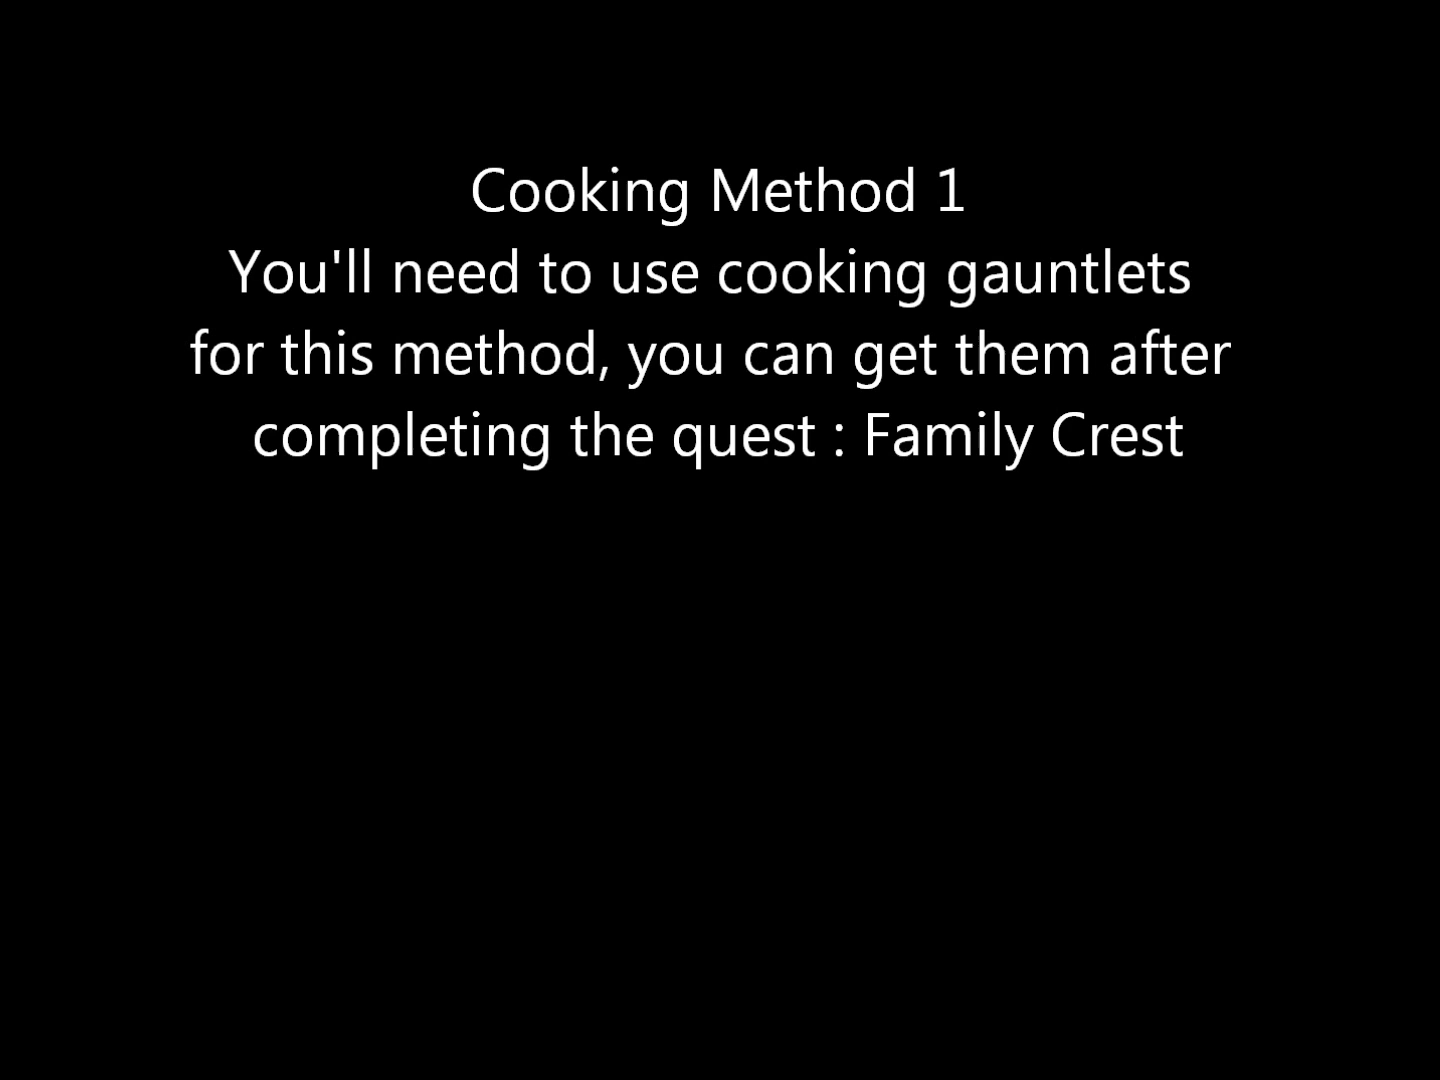 Cooking Method 1
You'll need to use cooking gauntlets
for this method, you can get them after
completing the quest : Family Crest